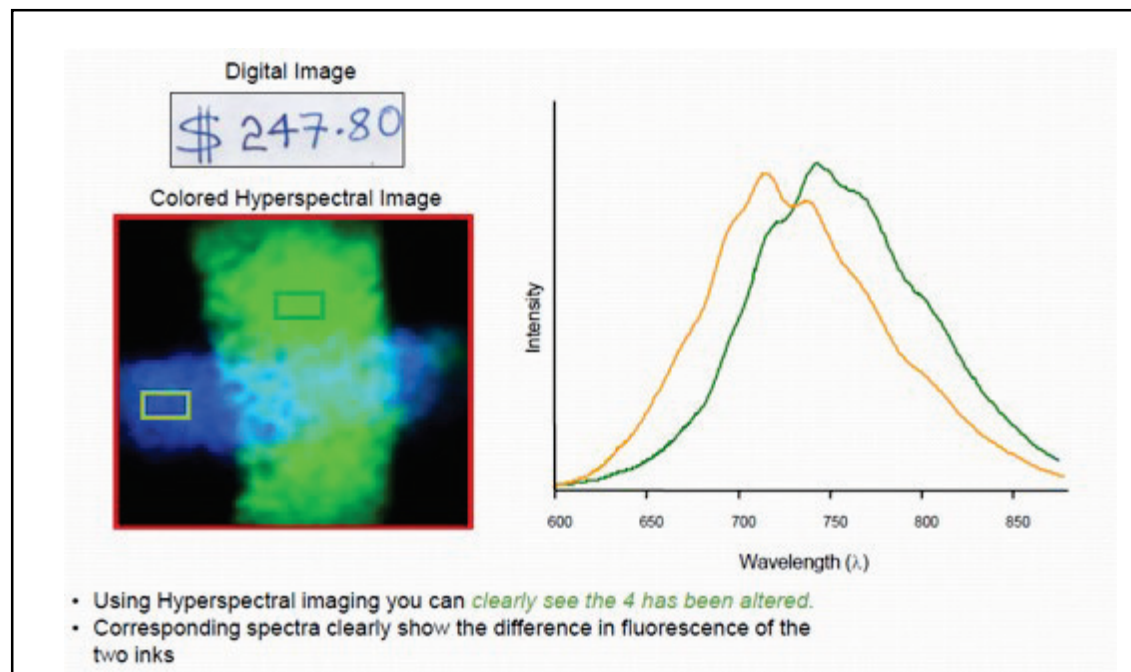 Digital Image
$ 247.80
Colored Hyperspectral Image
Intensity
600 650 700 750 800 850
Wavelength (λ)
• Using Hyperspectral imaging you can clearly see the 4 has been altered.
• Corresponding spectra clearly show the difference in fluorescence of the
two inks